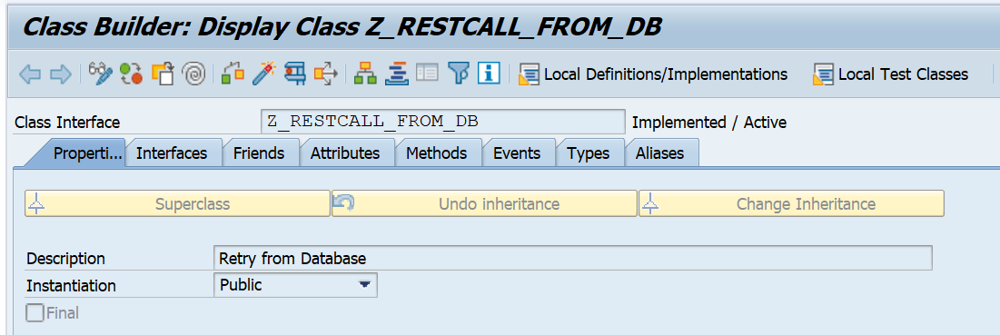 Class Builder: Display Class Z_RESTCALL_FROM_DB
Local Definitions/Implementations Local Test Classes
Class Interface Z_RESTCALL_FROM_DB Implemented / Active
Properti... Interfaces Friends Attributes Methods Events Types Aliases
Superclass Undo inheritance Change Inheritance
Description Retry from Database
Instantiation Public
Final